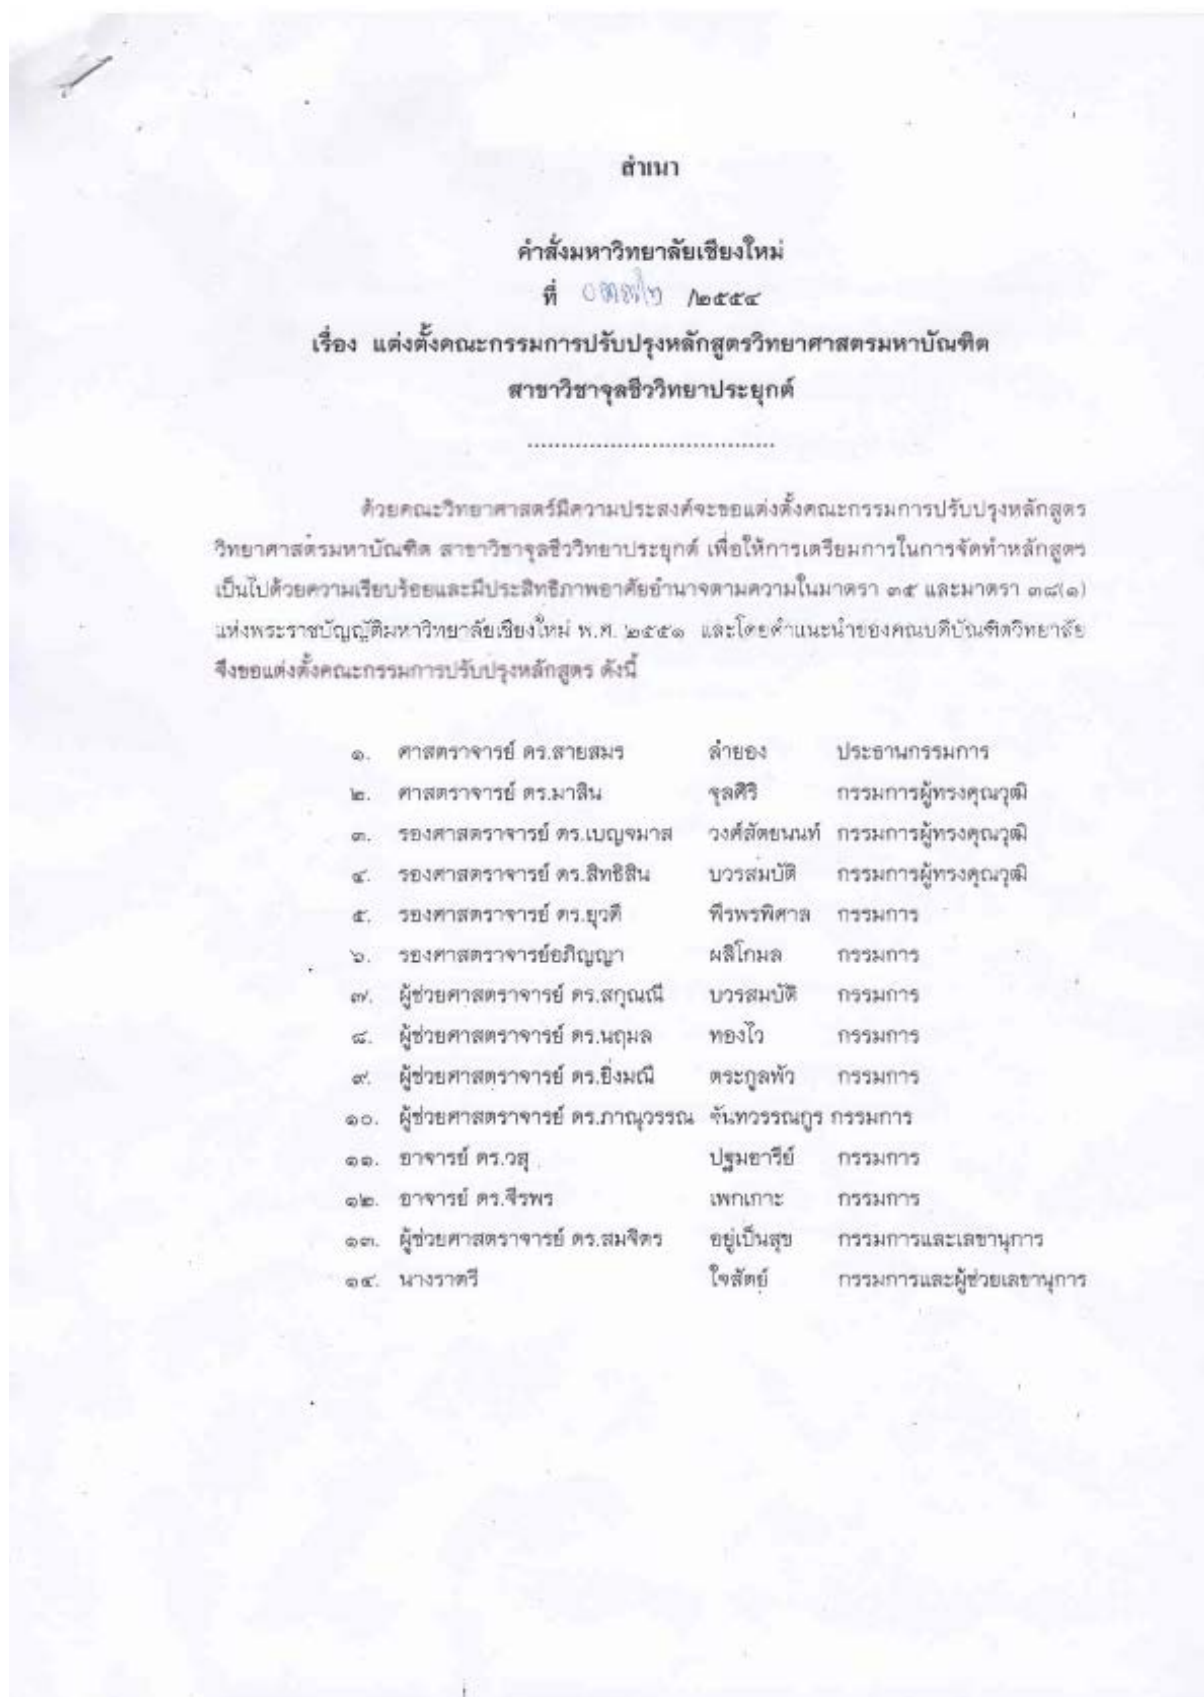 สำเนา
คำสั่งมหาวิทยาลัยเชียงใหม่
ที่ /๒๕๕๔
เรื่อง แต่งตั้งคณะกรรมการปรับปรุงหลักสูตรวิทยาศาสตรมหาบัณฑิต
สาขาวิชาจุลชีววิทยาประยุกต์
....................................
ด้วยคณะวิทยาศาสตร์มีความประสงค์จะขอแต่งตั้งคณะกรรมการปรับปรุงหลักสูตร
วิทยาศาสตรมหาบัณฑิต สาขาวิชาจุลชีววิทยาประยุกต์ เพื่อให้การเตรียมการในการจัดทำหลักสูตร
เป็นไปด้วยความเรียบร้อยและมีประสิทธิภาพอาศัยอำนาจตามความในมาตรา ๓๕ และมาตรา ๓๘(๑)
แห่งพระราชบัญญัติมหาวิทยาลัยเชียงใหม่ พ.ศ. ๒๕๕๑ และโดยคำแนะนำของคณบดีบัณฑิตวิทยาลัย
จึงขอแต่งตั้งคณะกรรมการปรับปรุงหลักสูตร ดังนี้
๑. ศาสตราจารย์ ดร.สายสมร ลำยอง ประธานกรรมการ
๒. ศาสตราจารย์ ดร.มาลิน จุลศิริ กรรมการผู้ทรงคุณวุฒิ
๓. รองศาสตราจารย์ ดร.เบญจมาส วงศ์สัตยนนท์ กรรมการผู้ทรงคุณวุฒิ
๔. รองศาสตราจารย์ ดร.สิทธิสิน บวรสมบัติ กรรมการผู้ทรงคุณวุฒิ
๕. รองศาสตราจารย์ ดร.ยุวดี พีรพรพิศาล กรรมการ
๖. รองศาสตราจารย์อภิญญา ผลิโกมล กรรมการ
๗. ผู้ช่วยศาสตราจารย์ ดร.สกุณณี บวรสมบัติ กรรมการ
๘. ผู้ช่วยศาสตราจารย์ ดร.นฤมล ทองไว กรรมการ
๙. ผู้ช่วยศาสตราจารย์ ดร.ยิ่งมณี ตระกูลพัว กรรมการ
๑๐. ผู้ช่วยศาสตราจารย์ ดร.ภาณุวรรณ จันทวรรณกูร กรรมการ
๑๑. อาจารย์ ดร.วสุ ปฐมอารีย์ กรรมการ
๑๒. อาจารย์ ดร.จีรพร เพกเกาะ กรรมการ
๑๓. ผู้ช่วยศาสตราจารย์ ดร.สมจิตร อยู่เป็นสุข กรรมการและเลขานุการ
๑๔. นางราตรี ใจสัตย์ กรรมการและผู้ช่วยเลขานุการ